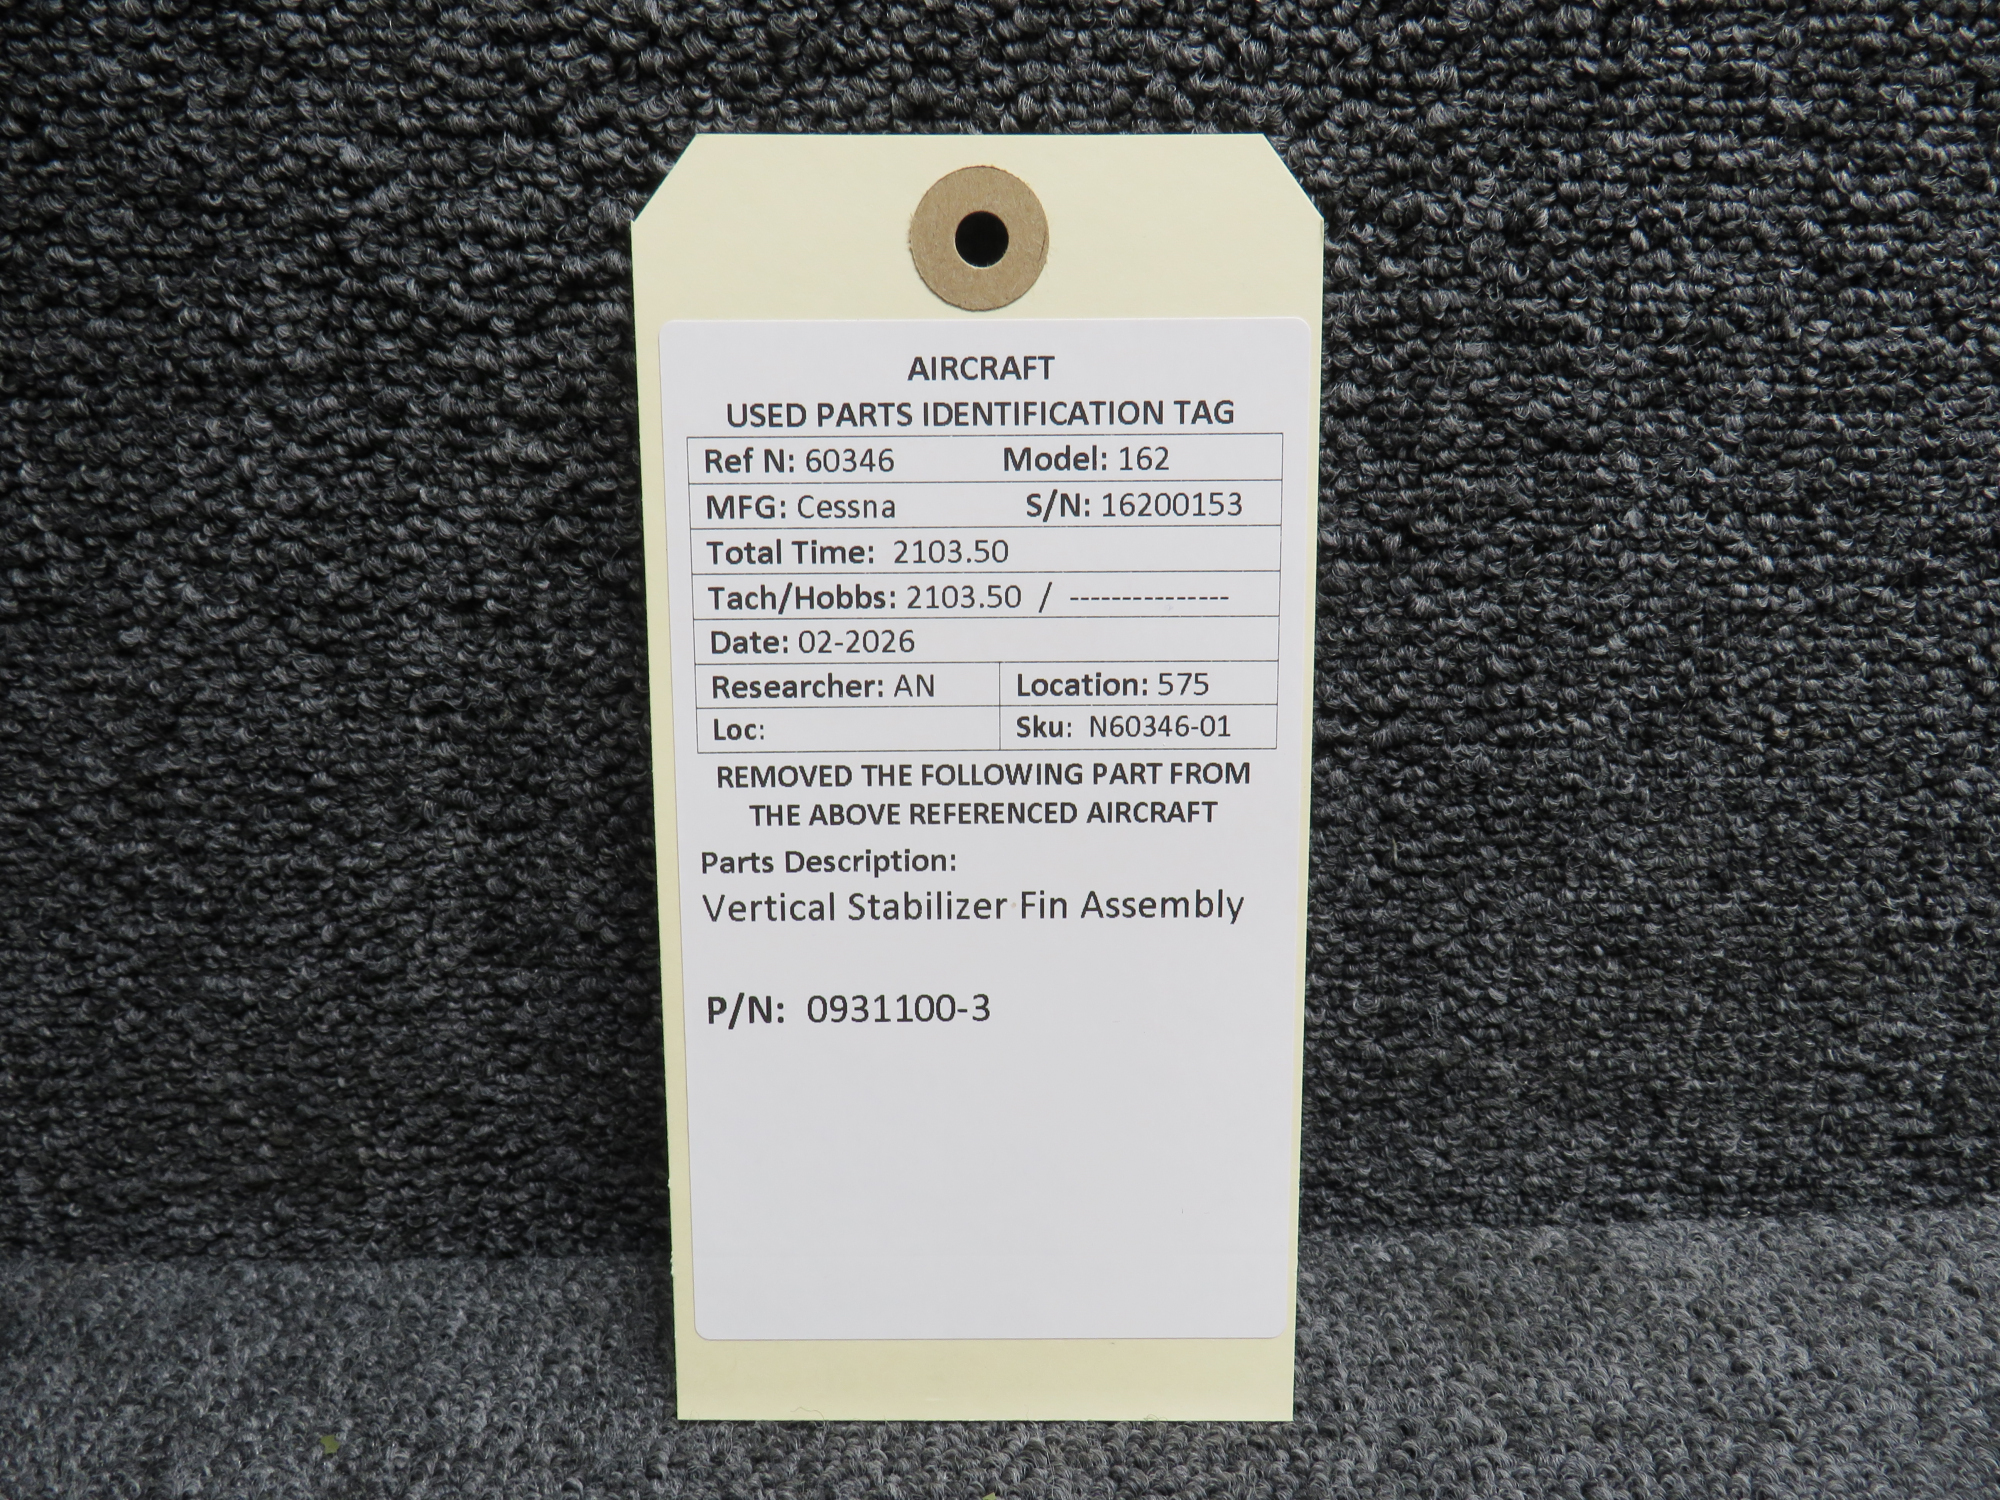 AIRCRAFT
USED PARTS IDENTIFICATION TAG
Ref N: 60346 Model: 162
MFG: Cessna S/N: 16200153
Total Time: 2103.50
Tach/Hobbs: 2103.50 / ---------------
Date: 02-2026
Researcher: AN Location: 575
Loc: Sku: N60346-01
REMOVED THE FOLLOWING PART FROM
THE ABOVE REFERENCED AIRCRAFT
Parts Description:
Vertical Stabilizer Fin Assembly
P/N: 0931100-3